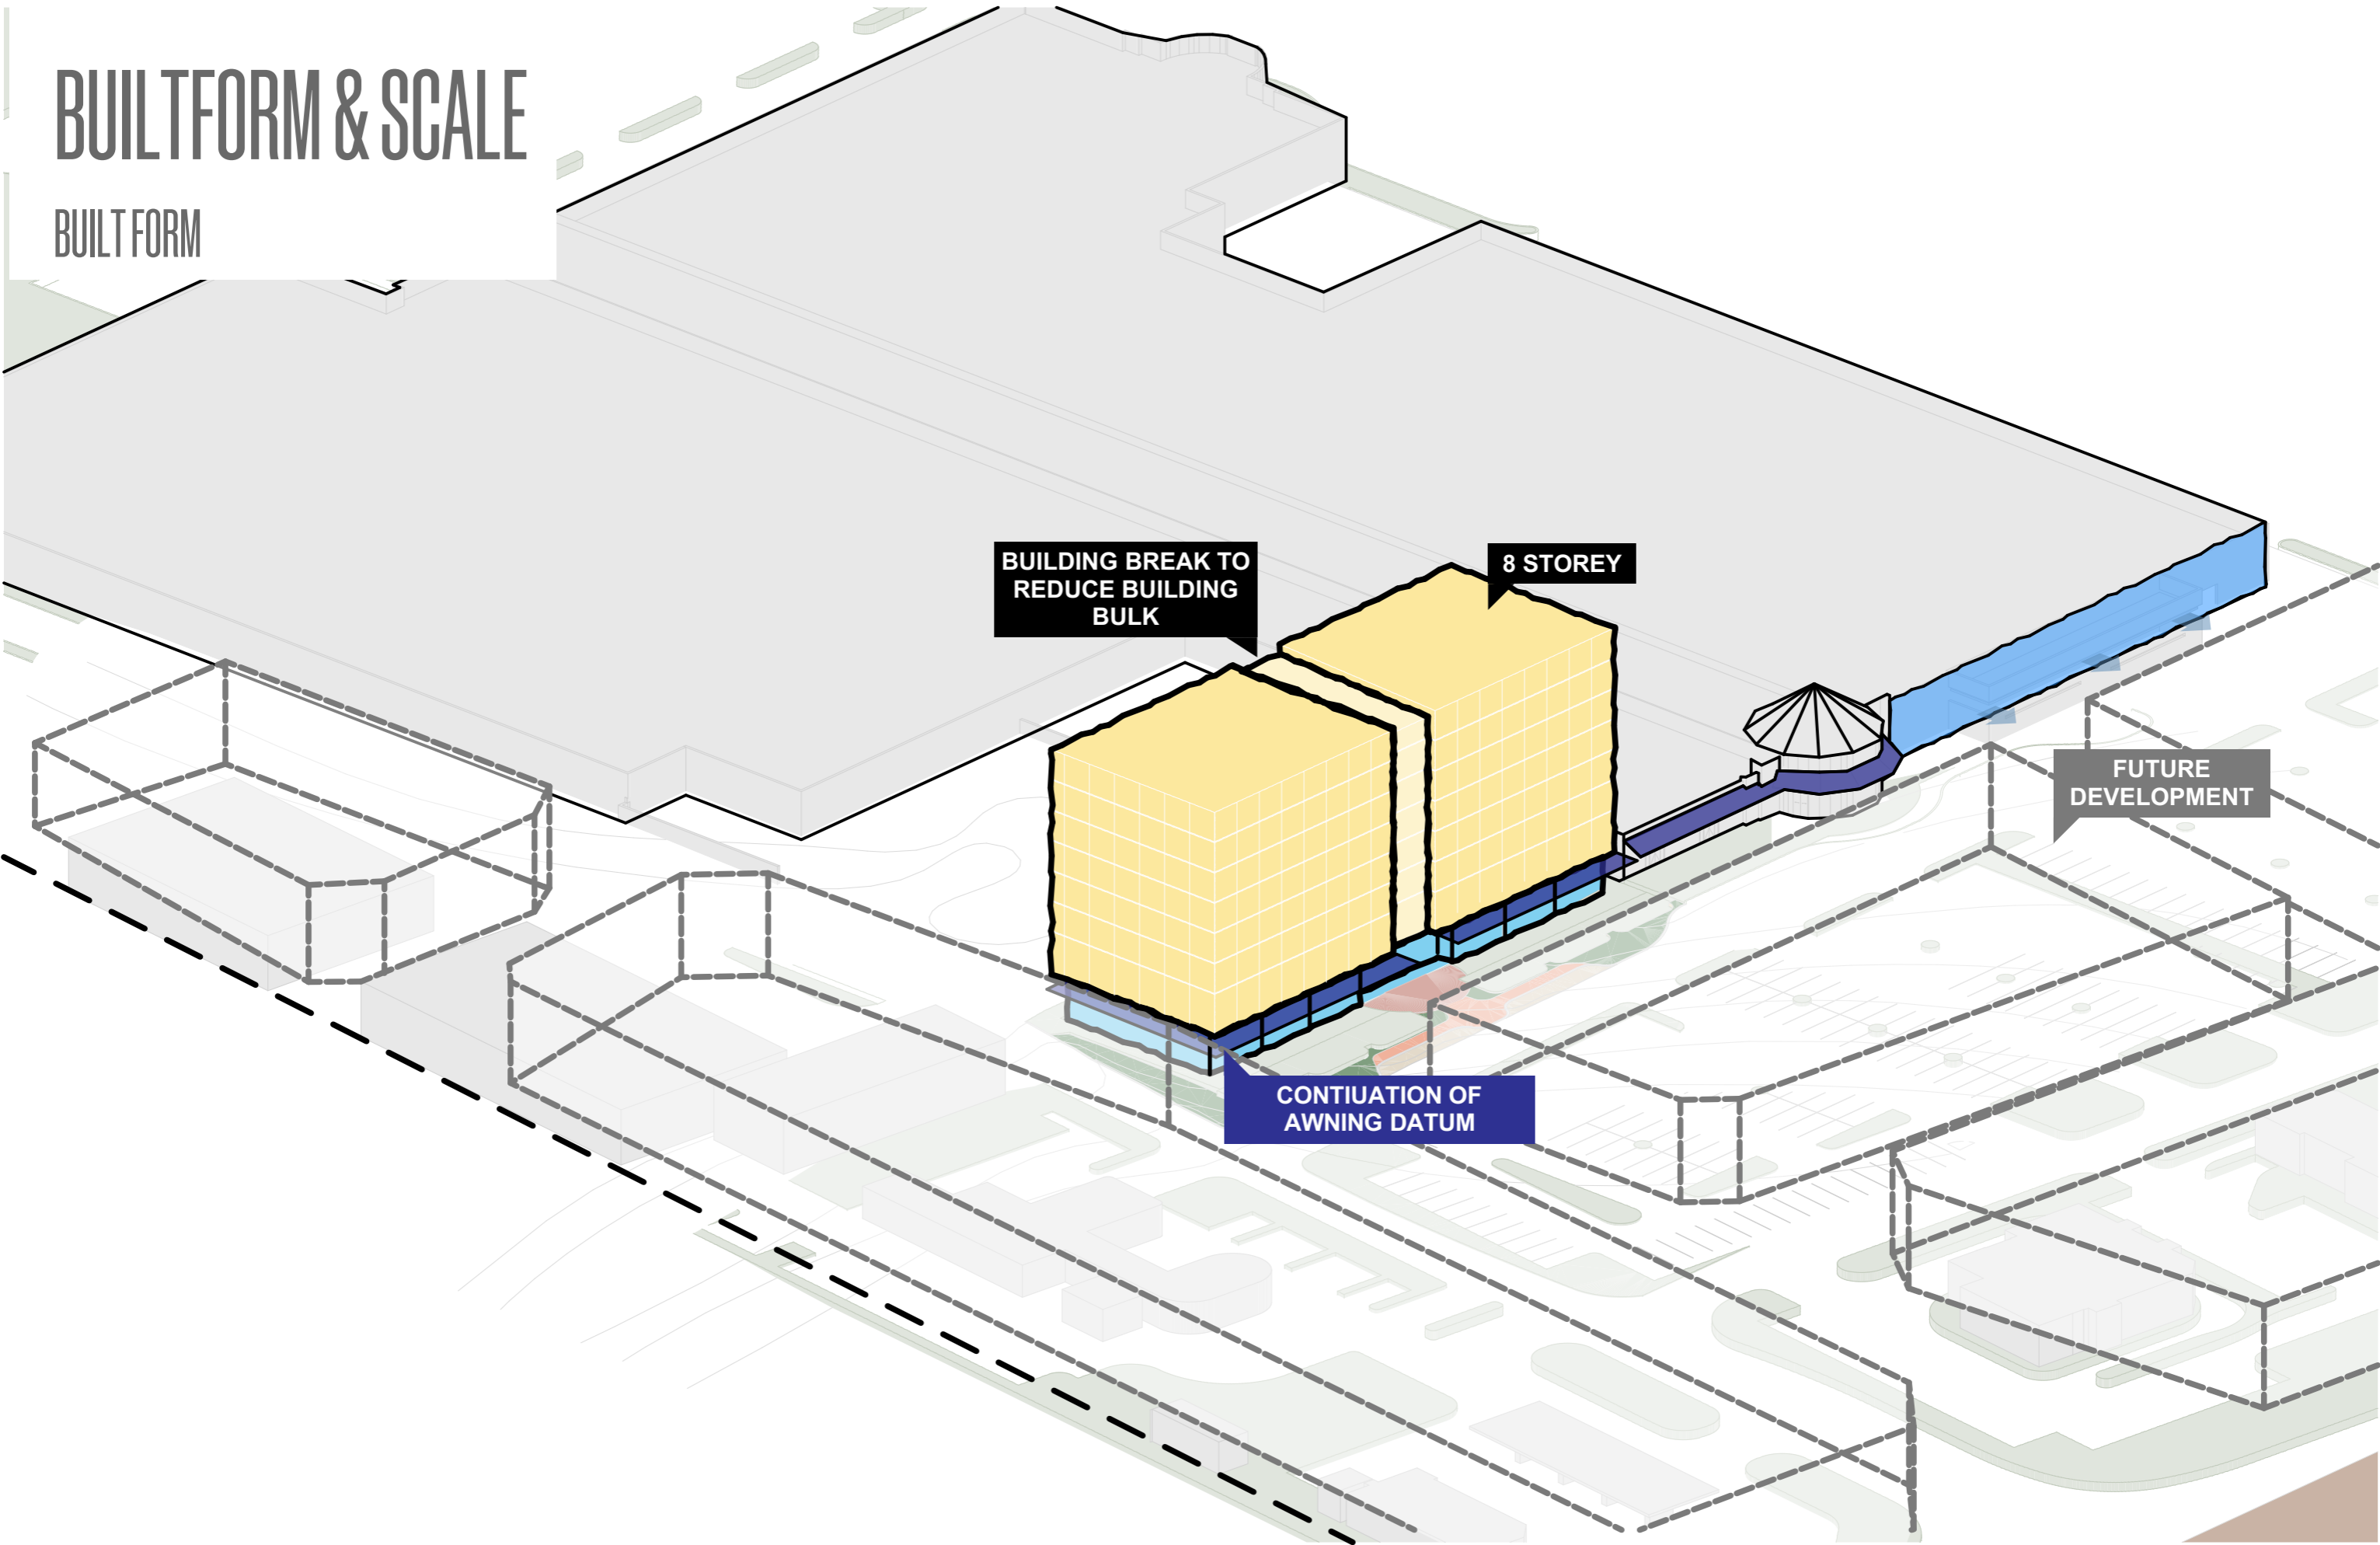 BUILTFORM & SCALE
BUILT FORM
BUILDING BREAK TO
REDUCE BUILDING
BULK
8 STOREY
FUTURE
DEVELOPMENT
CONTIUATION OF
AWNING DATUM